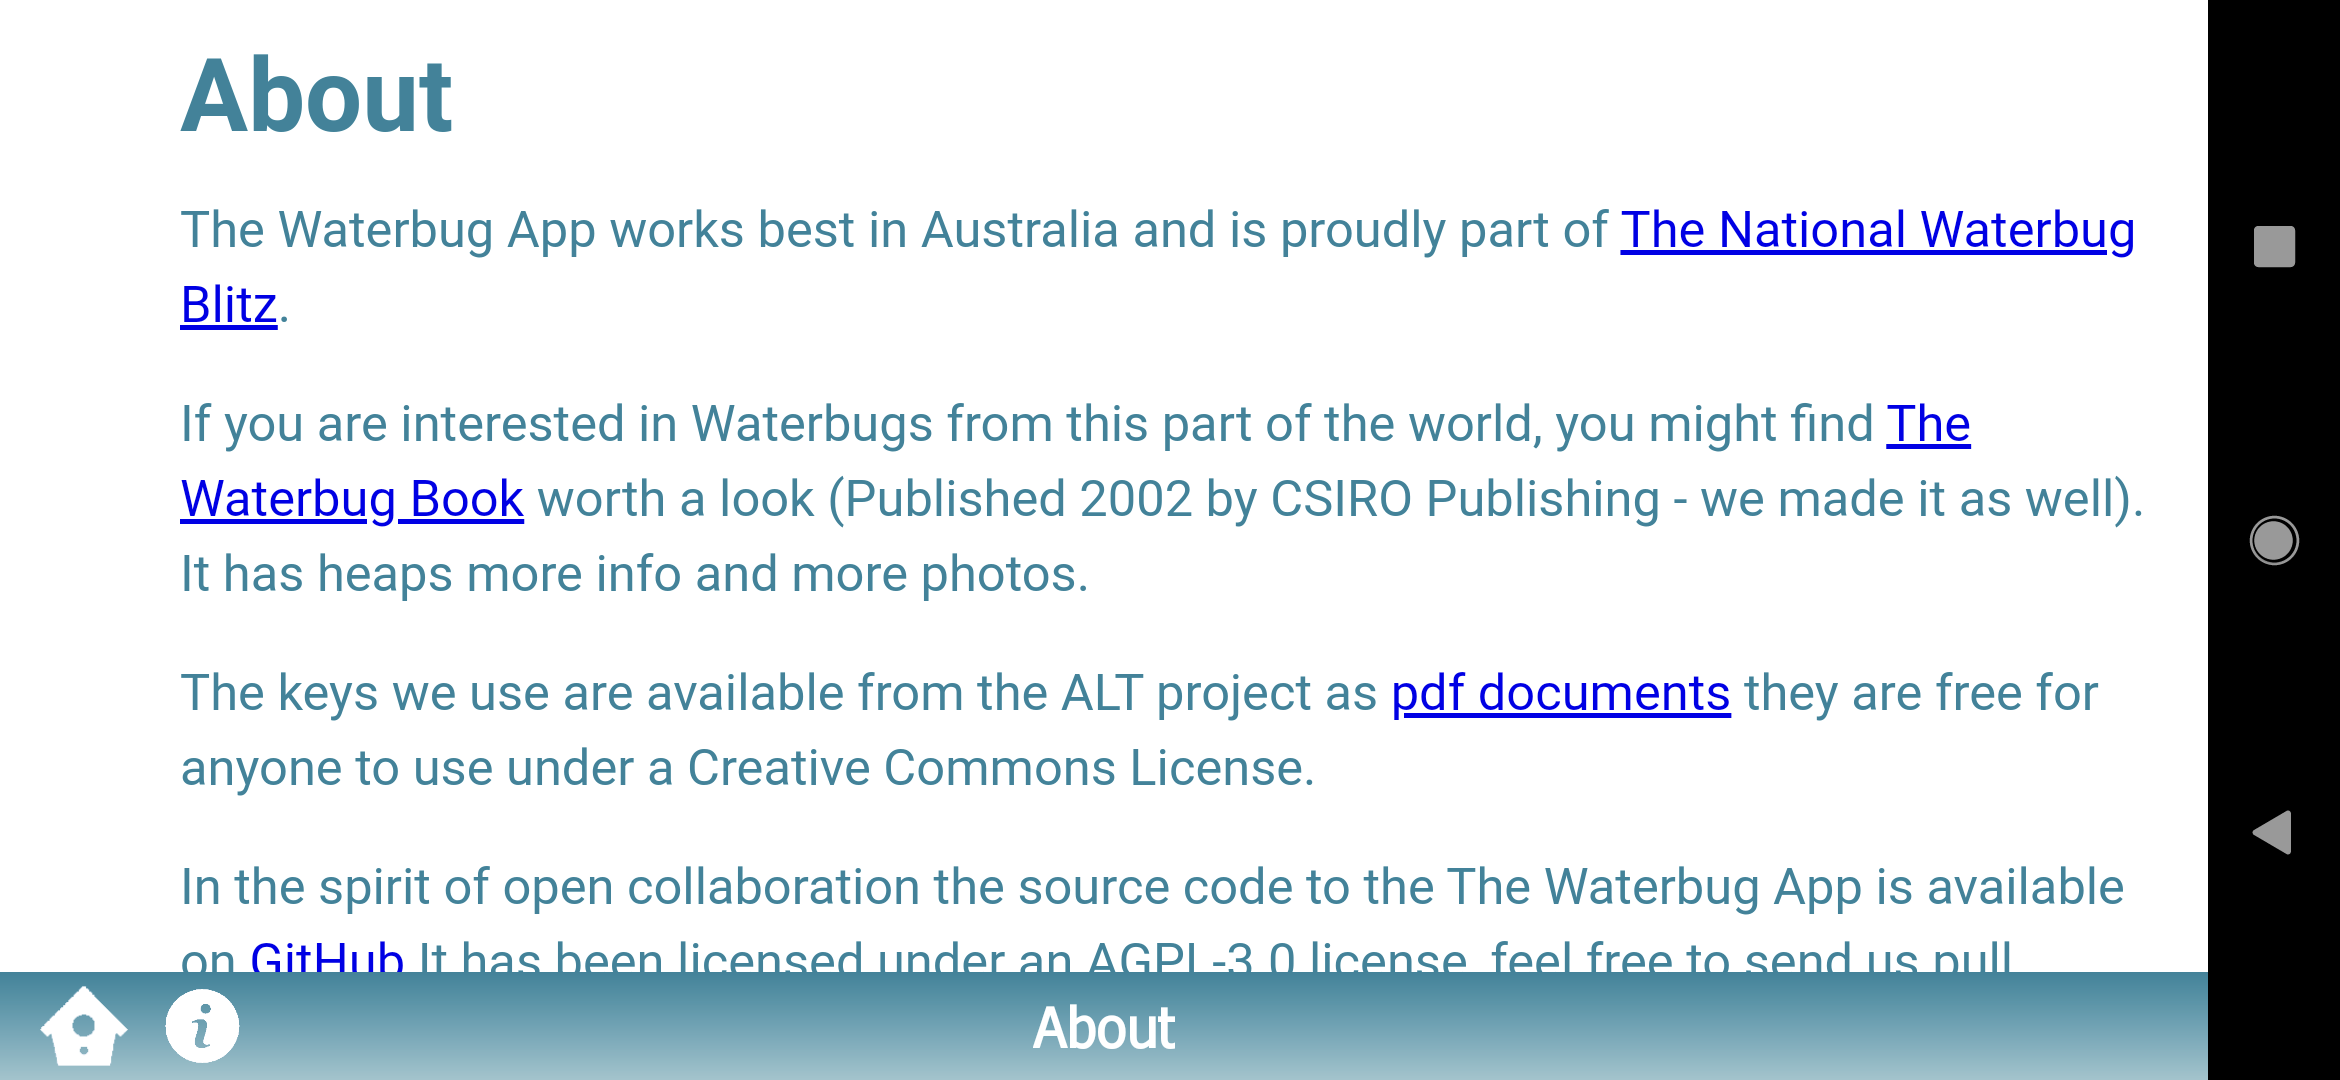 About
The Waterbug App works best in Australia and is proudly part of The National Waterbug
Blitz.
If you are interested in Waterbugs from this part of the world, you might find The
Waterbug Book worth a look (Published 2002 by CSIRO Publishing - we made it as well).
It has heaps more info and more photos.
The keys we use are available from the ALT project as pdf documents they are free for
anyone to use under a Creative Commons License.
In the spirit of open collaboration the source code to the The Waterbug App is available
on GitHub It has been licensed under an AGPL-3.0 license, feel free to send us pull
i
About